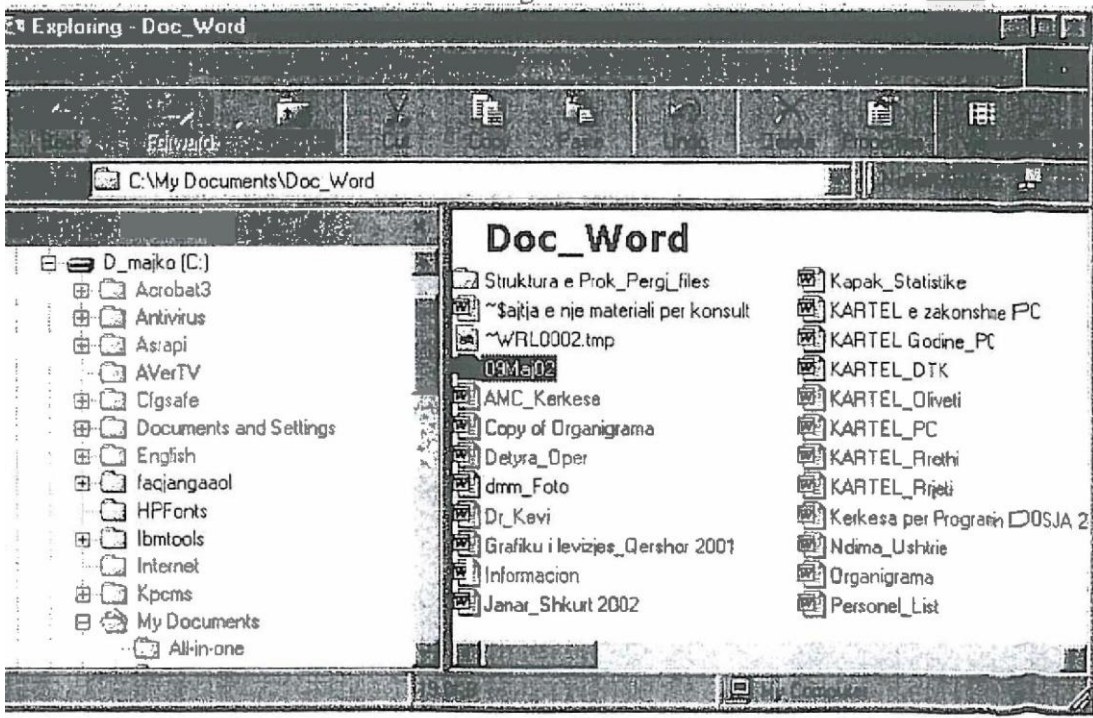 Exploring - Doc_Word
Back Forward Cut Copy Paste Undo Delete Properties
C:\My Documents\Doc_Word
D_majko (C:)
Acrobat3
Antivirus
Asrapi
AVerTV
Cfgsafe
Documents and Settings
English
faqjangaaol
HPFonts
Ibmtools
Internet
Kpcms
My Documents
All-in-one
Doc_Word
Struktura e Prok_Pergj_files
~$ajtja e nje materiali per konsult
~WRL0002.tmp
09Maj02
AMC_Kerkese
Copy of Organigrama
Detyra_Oper
dmm_Foto
Dr_Kevi
Grafiku i levizjes_Qershor 2001
Informacion
Janar_Shkurt 2002
Kapak_Statistike
KARTEL e zakonshme PC
KARTEL Godine_PC
KARTEL_DTK
KARTEL_Oliveti
KARTEL_PC
KARTEL_Rrethi
KARTEL_Rrjeti
Kerkesa per Programin DOSJA 2
Ndima_Ushtrie
Organigrama
Personel_List
My Computer